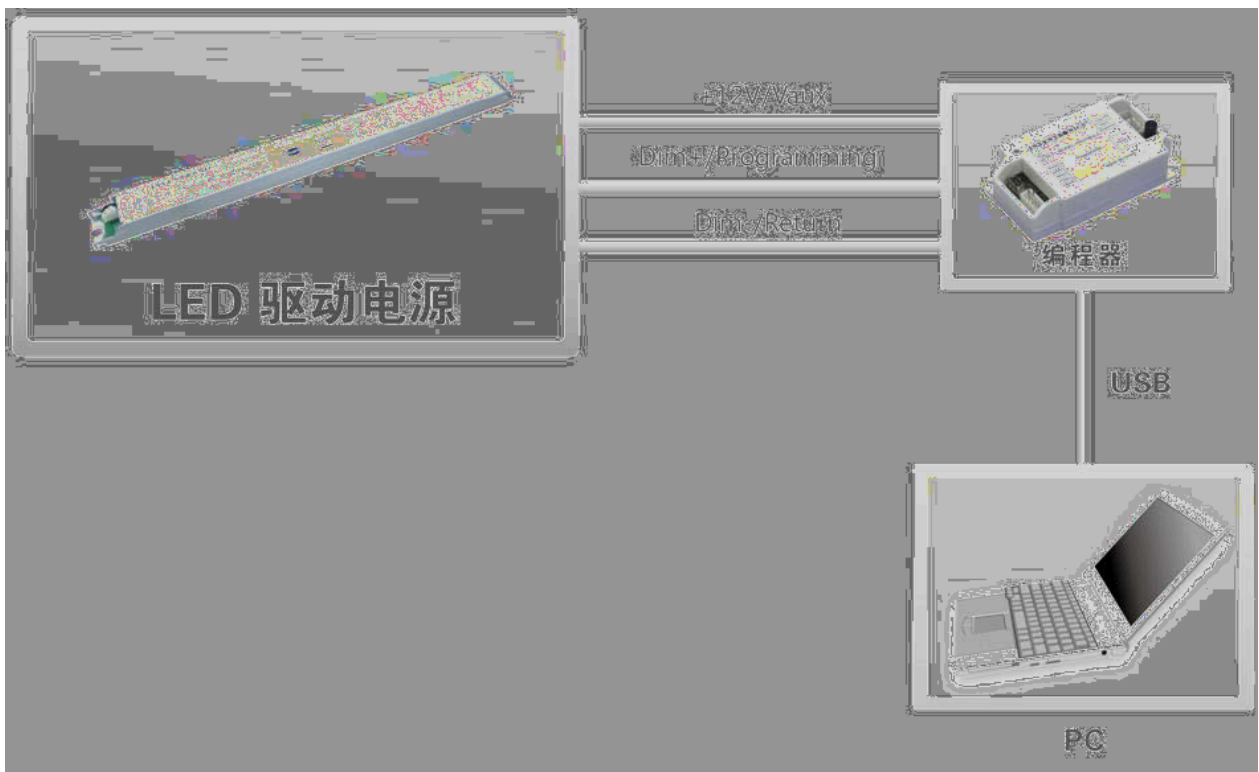 +12V/Vaux
Dim+/Programming
Dim-/Return
编程器
LED 驱动电源
USB
PC